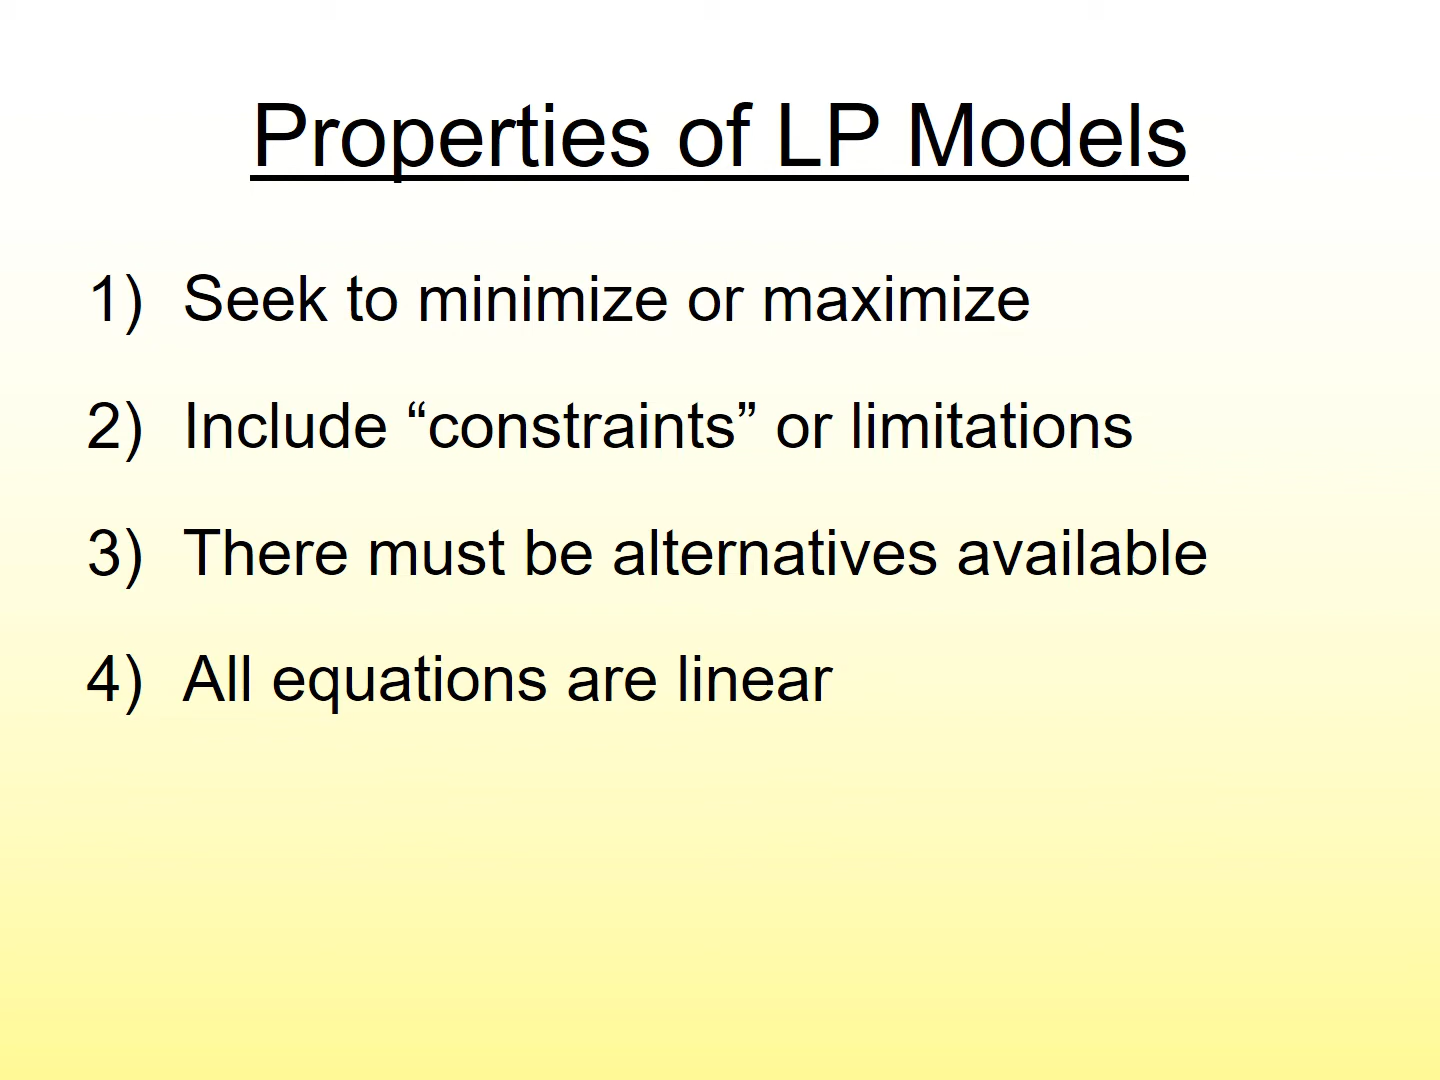 Properties of LP Models
1) Seek to minimize or maximize
2) Include “constraints” or limitations
3) There must be alternatives available
4) All equations are linear